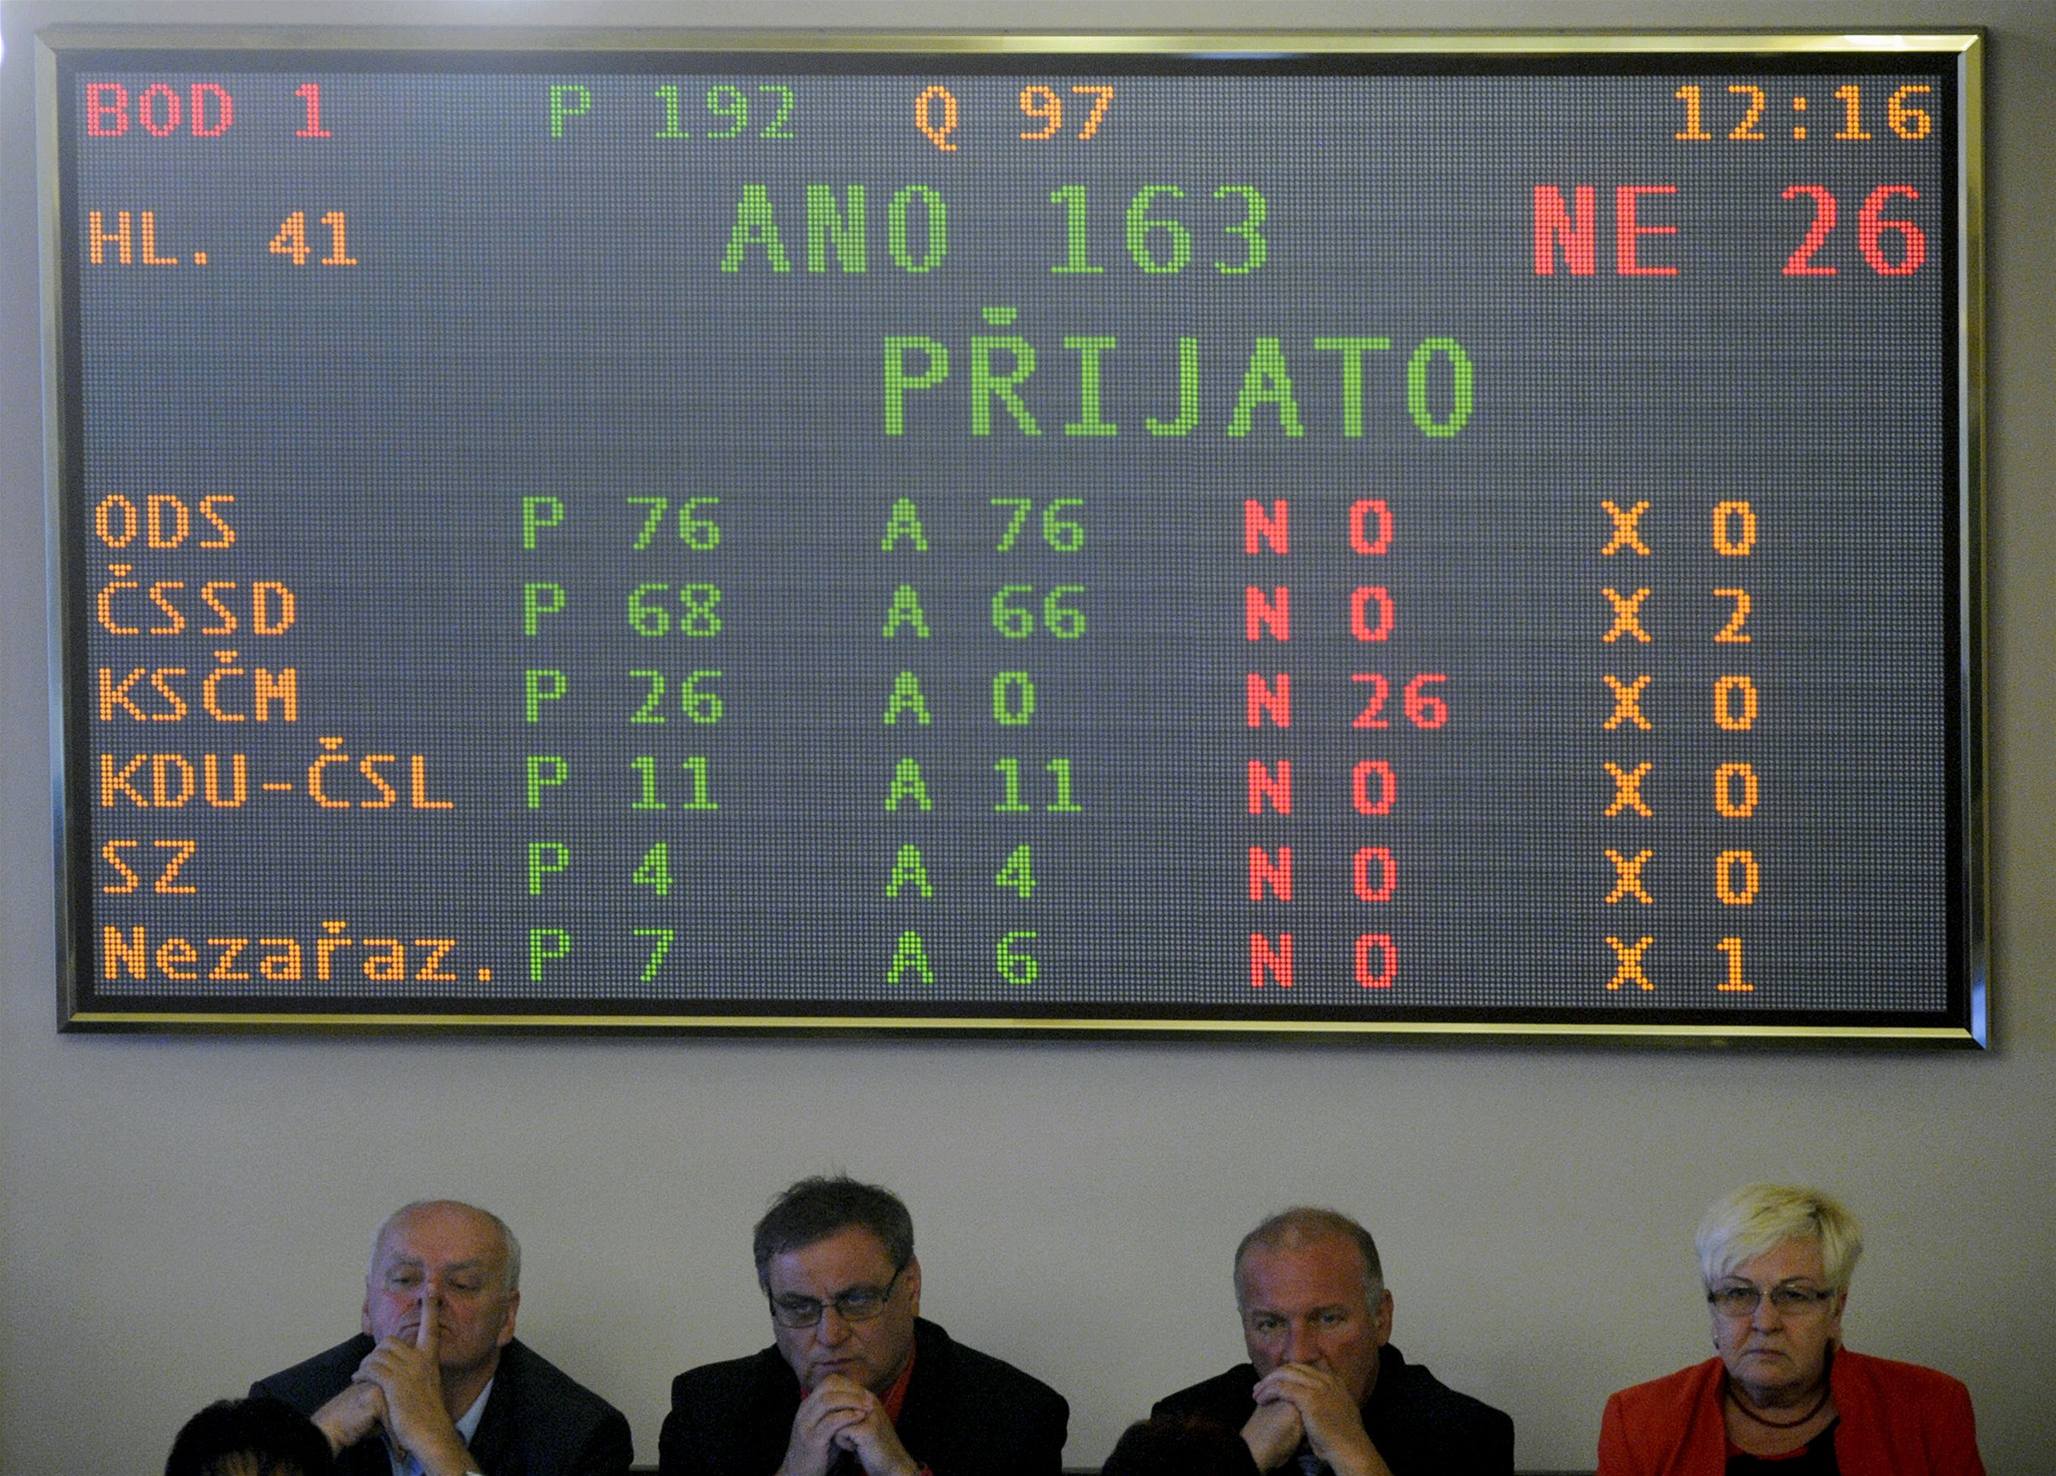 BOD 1 P 192 Q 97 12:16
HL. 41 ANO 163 NE 26
PŘIJATO
ODS P 76 A 76 N 0 X 0
ČSSD P 68 A 66 N 0 X 2
KSČM P 26 A 0 N 26 X 0
KDU-ČSL P 11 A 11 N 0 X 0
SZ P 4 A 4 N 0 X 0
Nezařaz. P 7 A 6 N 0 X 1